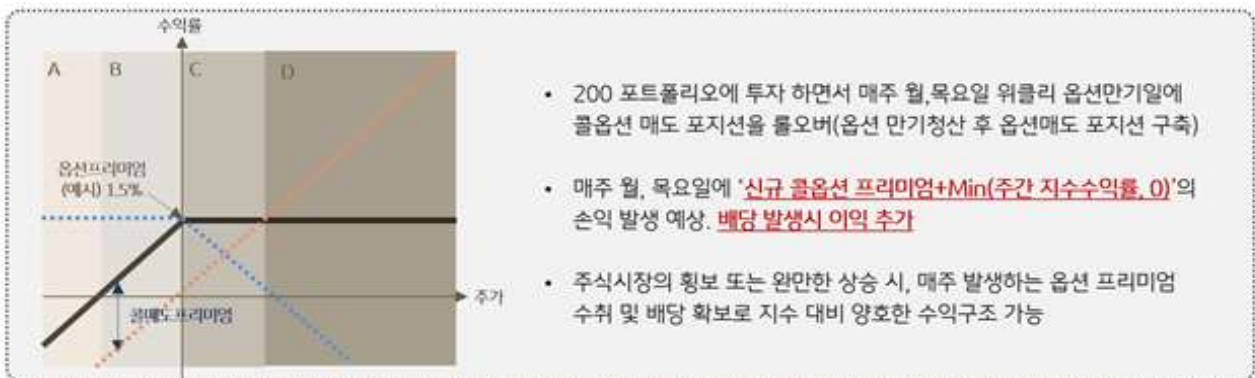 수익률
A
B
C
D
옵션프리미엄
(예시) 1.5%
콜매도프리미엄
주가
• 200 포트폴리오에 투자 하면서 매주 월,목요일 위클리 옵션만기일에
콜옵션 매도 포지션을 롤오버(옵션 만기청산 후 옵션매도 포지션 구축)
• 매주 월, 목요일에 ‘신규 콜옵션 프리미엄+Min(주간 지수수익률, 0)’의
손익 발생 예상. 배당 발생시 이익 추가
• 주식시장의 횡보 또는 완만한 상승 시, 매주 발생하는 옵션 프리미엄
수취 및 배당 확보로 지수 대비 양호한 수익구조 가능